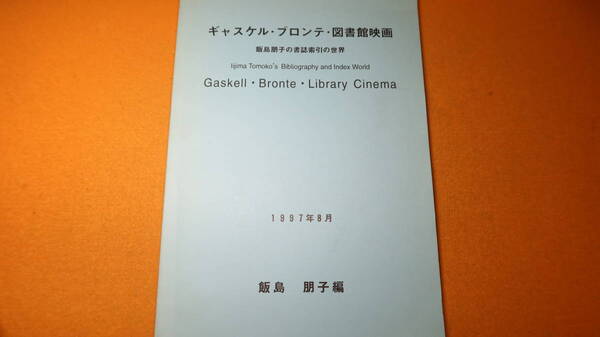 ギャスケル・ブロンテ・図書館映画
飯島朋子の書誌索引の世界
Iijima Tomoko's Bibliography and Index World
Gaskell・Bronte・Library Cinema
1997年8月
飯島 朋子編